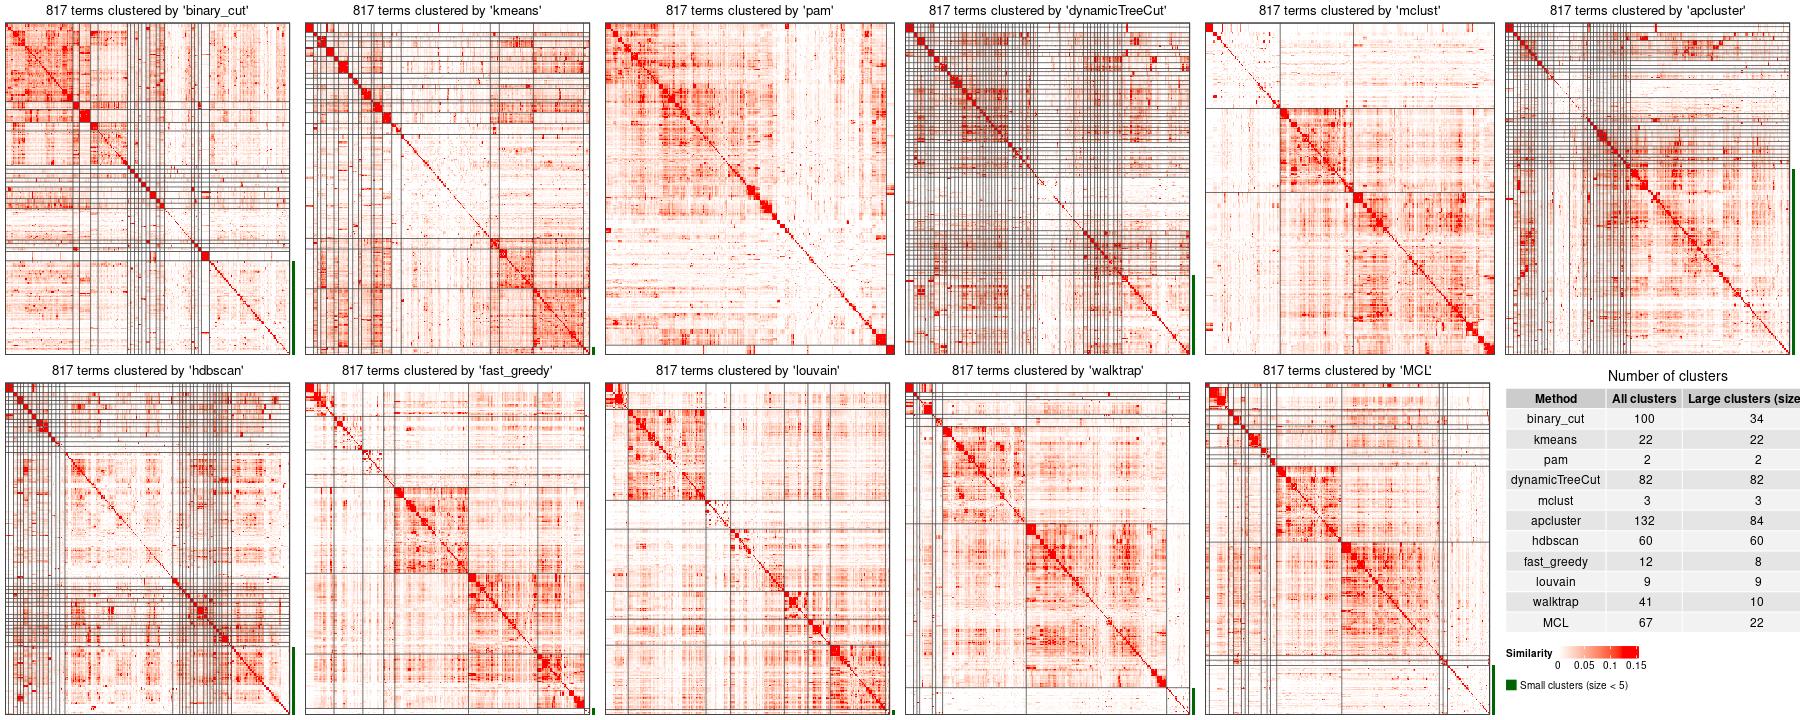 817 terms clustered by 'binary_cut'
817 terms clustered by 'kmeans'
817 terms clustered by 'pam'
817 terms clustered by 'dynamicTreeCut'
817 terms clustered by 'mclust'
817 terms clustered by 'apcluster'
817 terms clustered by 'hdbscan'
817 terms clustered by 'fast_greedy'
817 terms clustered by 'louvain'
817 terms clustered by 'walktrap'
817 terms clustered by 'MCL'
Number of clusters
Method All clusters Large clusters (size
binary_cut 100 34
kmeans 22 22
pam 2 2
dynamicTreeCut 82 82
mclust 3 3
apcluster 132 84
hdbscan 60 60
fast_greedy 12 8
louvain 9 9
walktrap 41 10
MCL 67 22
Similarity
0 0.05 0.1 0.15
Small clusters (size < 5)